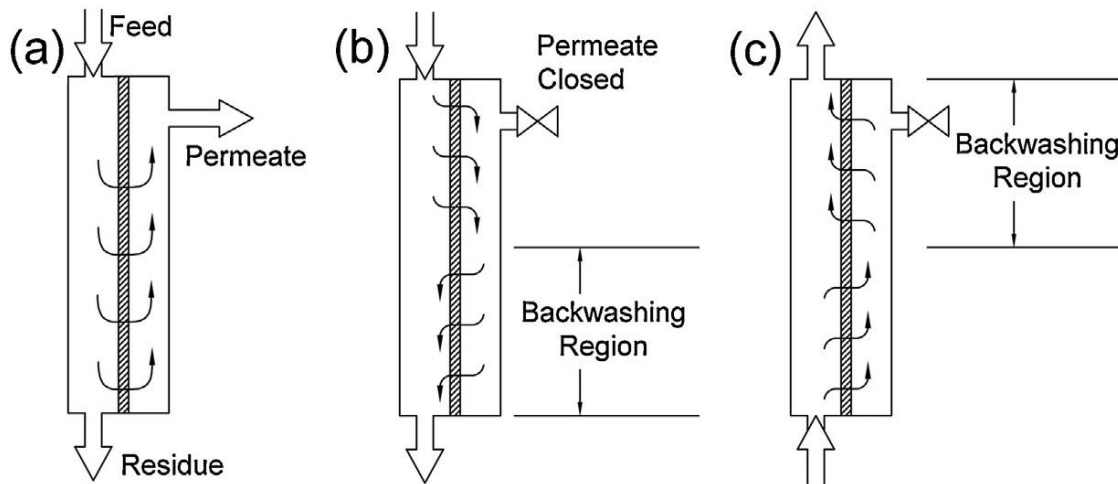 (a)
Feed
Permeate
Residue
(b)
Permeate
Closed
Backwashing
Region
(c)
Backwashing
Region